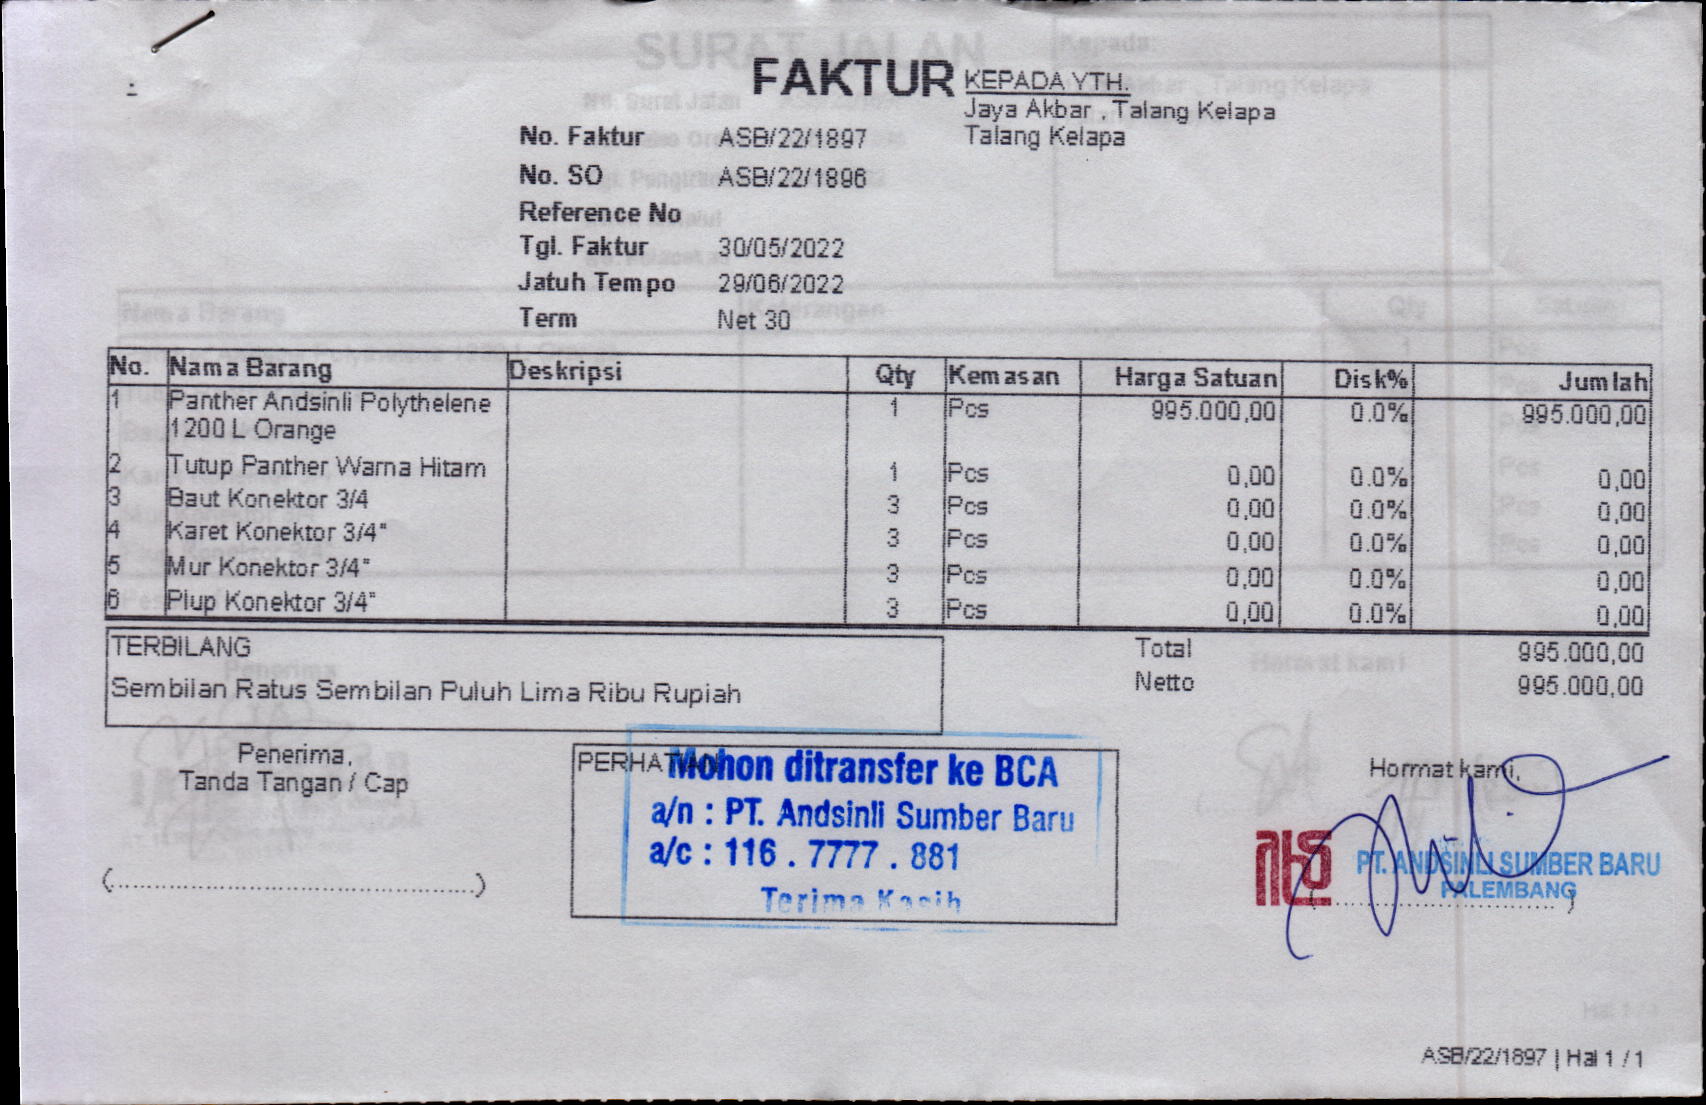 FAKTUR
KEPADA YTH.
Jaya Akbar , Talang Kelapa
Talang Kelapa
No. Faktur ASB/22/1897
No. SO ASB/22/1896
Reference No
Tgl. Faktur 30/05/2022
Jatuh Tempo 29/06/2022
Term Net 30
No. Nama Barang Deskripsi Qty Kemasan Harga Satuan Disk% Jumlah
1 Panther Andsinli Polythelene 1 Pcs 995.000,00 0.0% 995.000,00
1200 L Orange
2 Tutup Panther Warna Hitam 1 Pcs 0,00 0.0% 0,00
3 Baut Konektor 3/4 3 Pcs 0,00 0.0% 0,00
4 Karet Konektor 3/4" 3 Pcs 0,00 0.0% 0,00
5 Mur Konektor 3/4" 3 Pcs 0,00 0.0% 0,00
6 Plup Konektor 3/4" 3 Pcs 0,00 0.0% 0,00
TERBILANG
Sembilan Ratus Sembilan Puluh Lima Ribu Rupiah
Total 995.000,00
Netto 995.000,00
Penerima,
Tanda Tangan / Cap
PERHATIAN
Mohon ditransfer ke BCA
a/n : PT. Andsinli Sumber Baru
a/c : 116 . 7777 . 881
Terima Kasih
Hormat kami,
PT. ANDSINLI SUMBER BARU
PALEMBANG
ASB/22/1897 | Hal 1 / 1